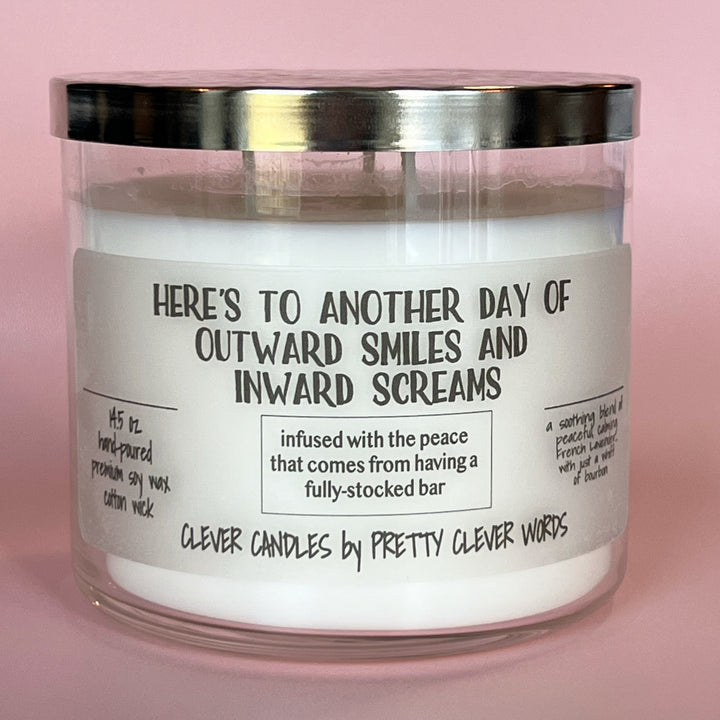 HERE'S TO ANOTHER DAY OF
OUTWARD SMILES AND
INWARD SCREAMS
14.5 oz
hand-poured
premium soy wax
cotton wick
infused with the peace
that comes from having a
fully-stocked bar
a soothing blend of
peaceful, calming
French Lavender
with just a whiff
of bourbon
CLEVER CANDLES by PRETTY CLEVER WORDS